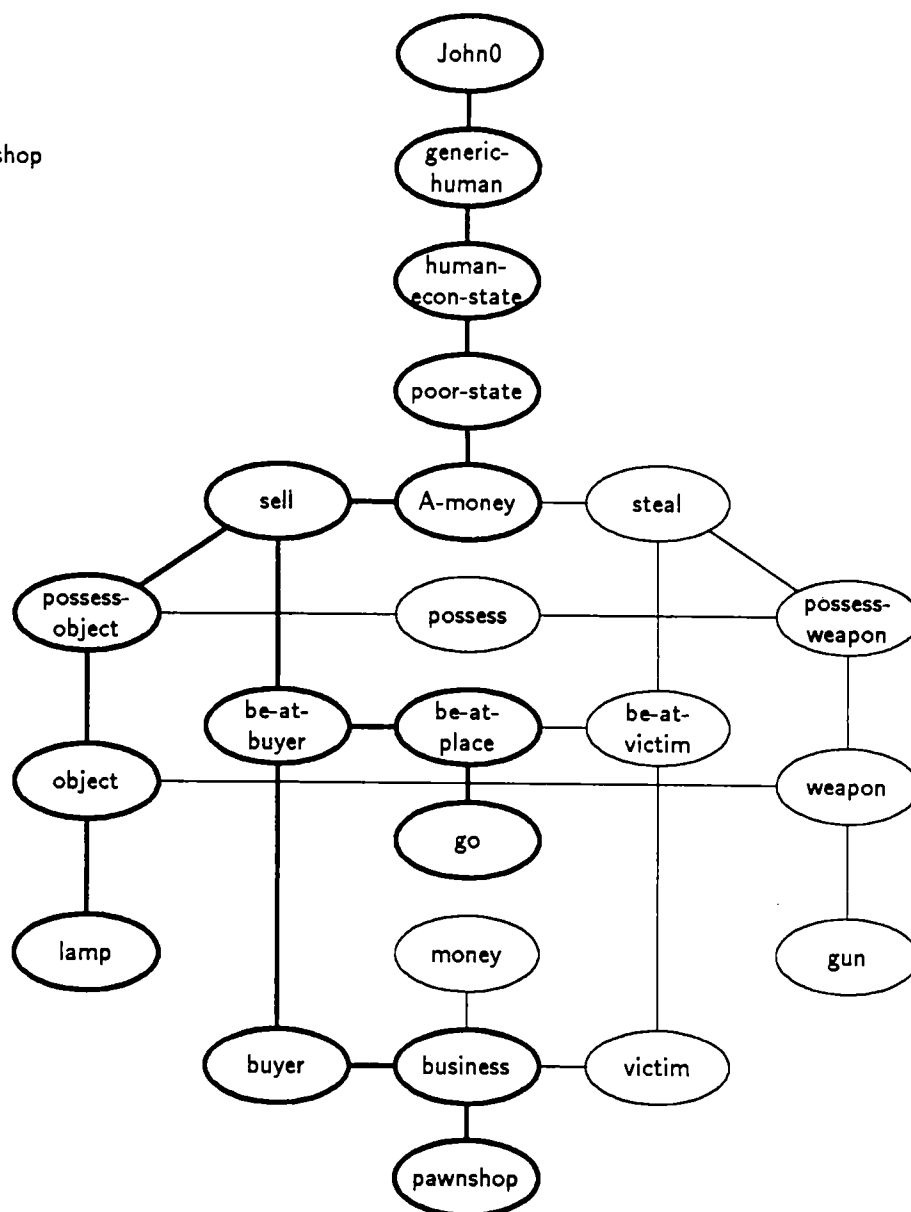 John0
shop
generic-
human
human-
econ-state
poor-state
sell
A-money
steal
possess-
object
possess
possess-
weapon
be-at-
buyer
be-at-
place
be-at-
victim
object
weapon
go
lamp
money
gun
buyer
business
victim
pawnshop